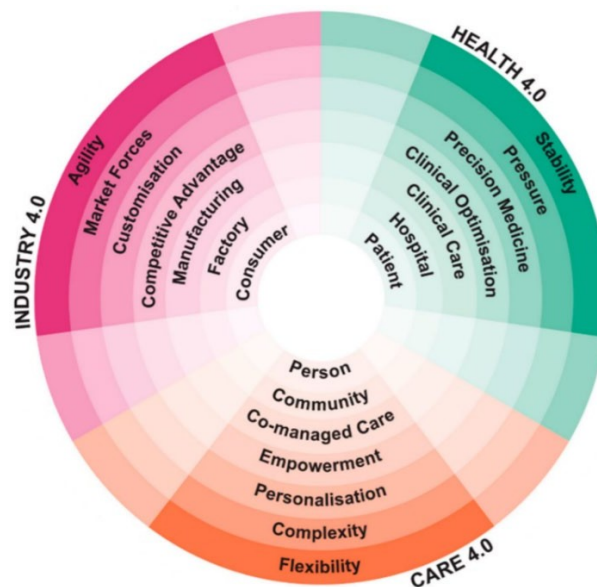 INDUSTRY 4.0
Agility
Market Forces
Customisation
Competitive Advantage
Manufacturing
Factory
Consumer
HEALTH 4.0
Stability
Pressure
Precision Medicine
Clinical Optimisation
Clinical Care
Hospital
Patient
Person
Community
Co-managed Care
Empowerment
Personalisation
Complexity
Flexibility
CARE 4.0